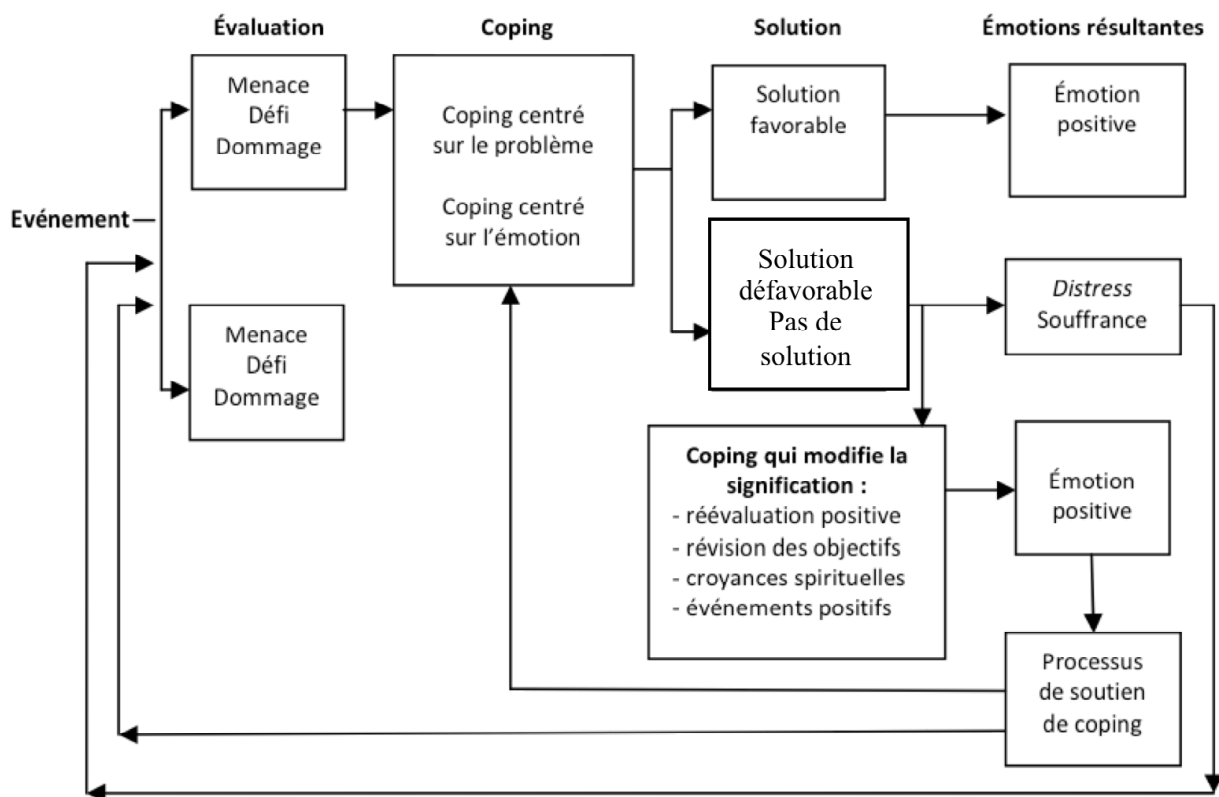 Évaluation
Coping
Solution
Émotions résultantes
Menace
Défi
Dommage
Coping centré
sur le problème
Coping centré
sur l'émotion
Solution
favorable
Émotion
positive
Evénement
Solution
défavorable
Pas de
solution
Distress
Souffrance
Menace
Défi
Dommage
Coping qui modifie la
signification :
- réévaluation positive
- révision des objectifs
- croyances spirituelles
- événements positifs
Émotion
positive
Processus
de soutien
de coping